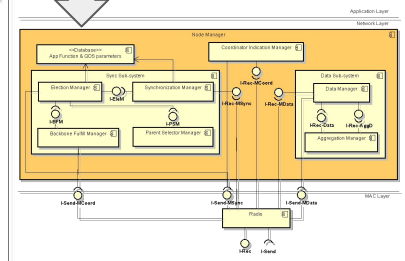 Application Layer
Network Layer
Node Manager
<<Database>>
App Function & QOS parameters
Coordinator Indication Manager
Sync Sub-system
Data Sub-system
I-Rec-MCoord
Election Manager
Synchronization Manager
Data Manager
I-EleM
I-Rec-MSync
I-Rec-MData
I-BFM
I-PSM
I-Rec-Data
I-Rec-AggD
Backbone Fulfill Manager
Parent Selector Manager
Aggregation Manager
MAC Layer
I-Send-MCoord
I-Send-MSync
I-Send-MData
Radio
I-Rec
I-Send